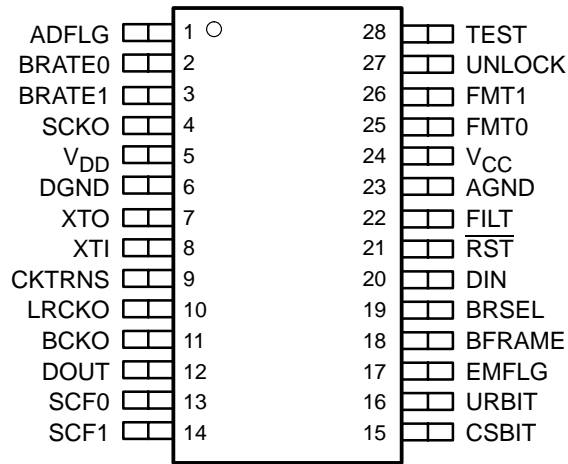 ADFLG 1 28 TEST
BRATE0 2 27 UNLOCK
BRATE1 3 26 FMT1
SCKO 4 25 FMT0
VDD 5 24 VCC
DGND 6 23 AGND
XTO 7 22 FILT
XTI 8 21 RST
CKTRNS 9 20 DIN
LRCKO 10 19 BRSEL
BCKO 11 18 BFRAME
DOUT 12 17 EMFLG
SCF0 13 16 URBIT
SCF1 14 15 CSBIT